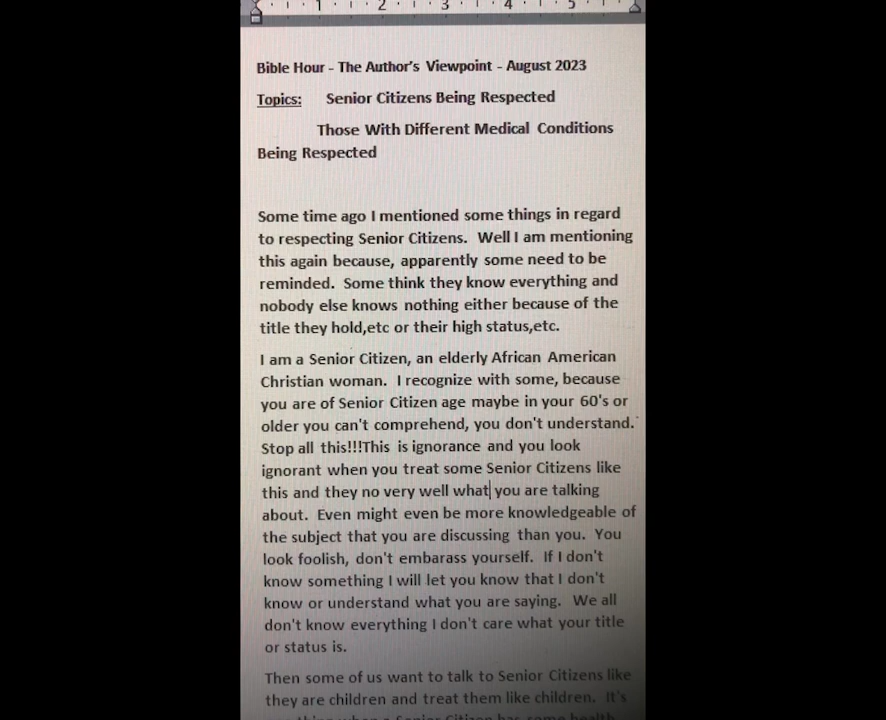 1 2 3 4 5
Bible Hour - The Author's Viewpoint - August 2023
Topics: Senior Citizens Being Respected
Those With Different Medical Conditions
Being Respected
Some time ago I mentioned some things in regard
to respecting Senior Citizens. Well I am mentioning
this again because, apparently some need to be
reminded. Some think they know everything and
nobody else knows nothing either because of the
title they hold,etc or their high status,etc.
I am a Senior Citizen, an elderly African American
Christian woman. I recognize with some, because
you are of Senior Citizen age maybe in your 60's or
older you can't comprehend, you don't understand.
Stop all this!!!This is ignorance and you look
ignorant when you treat some Senior Citizens like
this and they no very well what you are talking
about. Even might even be more knowledgeable of
the subject that you are discussing than you. You
look foolish, don't embarass yourself. If I don't
know something I will let you know that I don't
know or understand what you are saying. We all
don't know everything I don't care what your title
or status is.
Then some of us want to talk to Senior Citizens like
they are children and treat them like children. It's
Senior Citizen has some health